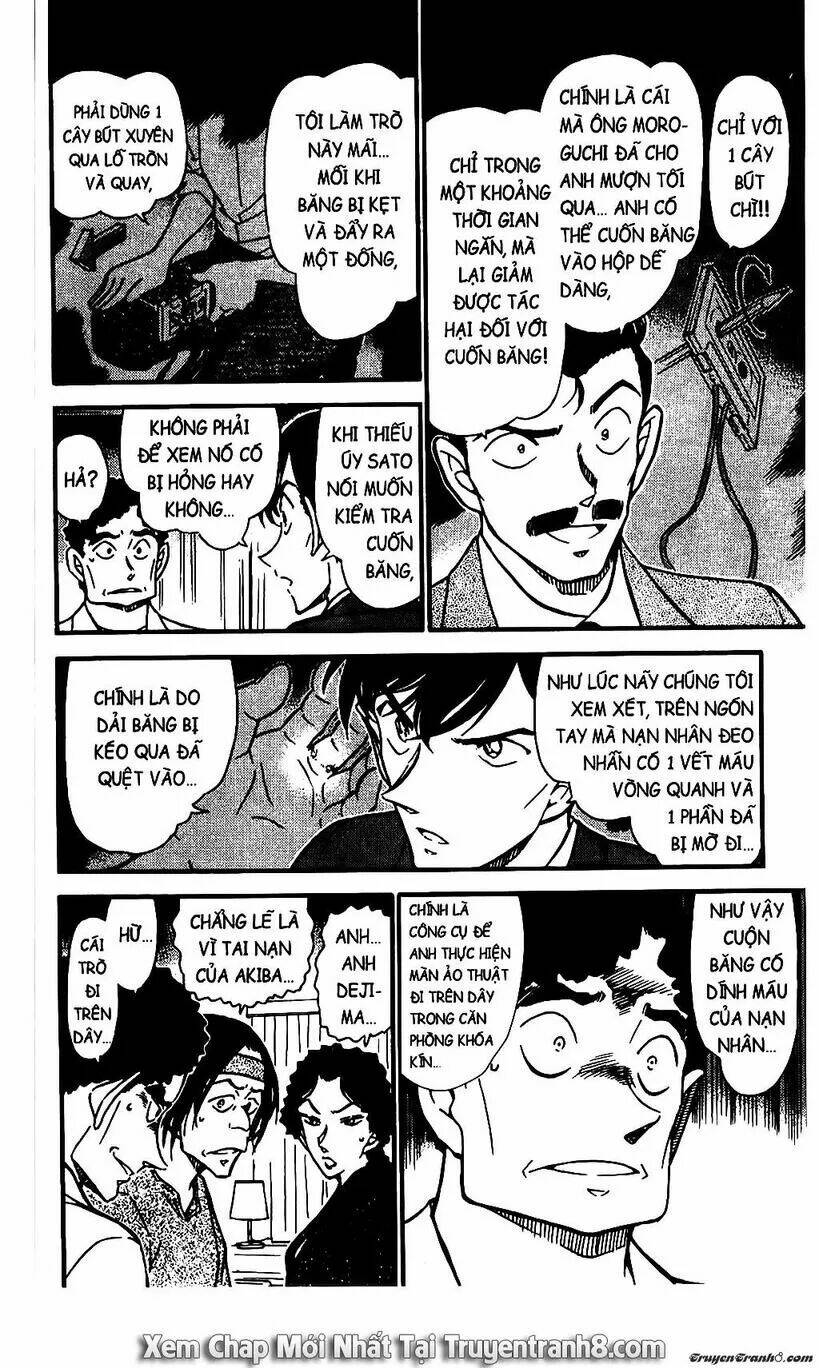 CHỈ VỚI
1 CÂY
BÚT
CHÌ!!
CHÍNH LÀ CÁI
MÀ ÔNG MORO-
GUCHI ĐÃ CHO
ANH MƯỢN TỐI
QUA... ANH CÓ
THỂ CUỐN BĂNG
VÀO HỘP DỄ
DÀNG,
CHỈ TRONG
MỘT KHOẢNG
THỜI GIAN
NGẮN, MÀ
LẠI GIẢM
ĐƯỢC TÁC
HẠI ĐỐI VỚI
CUỐN BĂNG!
TÔI LÀM TRÒ
NÀY MÃI...
MỖI KHI
BĂNG BỊ KẸT
VÀ ĐẨY RA
MỘT ĐỐNG,
PHẢI DÙNG 1
CÂY BÚT XUYÊN
QUA LỖ TRÒN
VÀ QUAY,
KHI THIẾU
ÚY SATO
NÓI MUỐN
KIỂM TRA
CUỐN
BĂNG,
KHÔNG PHẢI
ĐỂ XEM NÓ CÓ
BỊ HỎNG HAY
KHÔNG...
HẢ?
NHƯ LÚC NÃY CHÚNG TÔI
XEM XÉT, TRÊN NGÓN
TAY MÀ NẠN NHÂN ĐEO
NHẪN CÓ 1 VẾT MÁU
VÒNG QUANH VÀ
1 PHẦN ĐÃ
BỊ MỜ ĐI...
CHÍNH LÀ DO
DẢI BĂNG BỊ
KÉO QUA ĐÃ
QUỆT VÀO...
NHƯ VẬY
CUỘN
BĂNG CÓ
DÍNH MÁU
CỦA NẠN
NHÂN...
CHÍNH LÀ
CÔNG CỤ ĐỂ
ANH THỰC HIỆN
MÀN ẢO THUẬT
ĐI TRÊN DÂY
TRONG CĂN
PHÒNG KHÓA
KÍN...
ANH...
ANH
DEJI-
MA...
CHẲNG LẼ LÀ
VÌ TAI NẠN
CỦA AKIBA...
HỪ...
CÁI
TRÒ
ĐI
TRÊN
DÂY...
Xem Chap Mới Nhất Tại Truyentranh8.com
TruyenTranh8.com